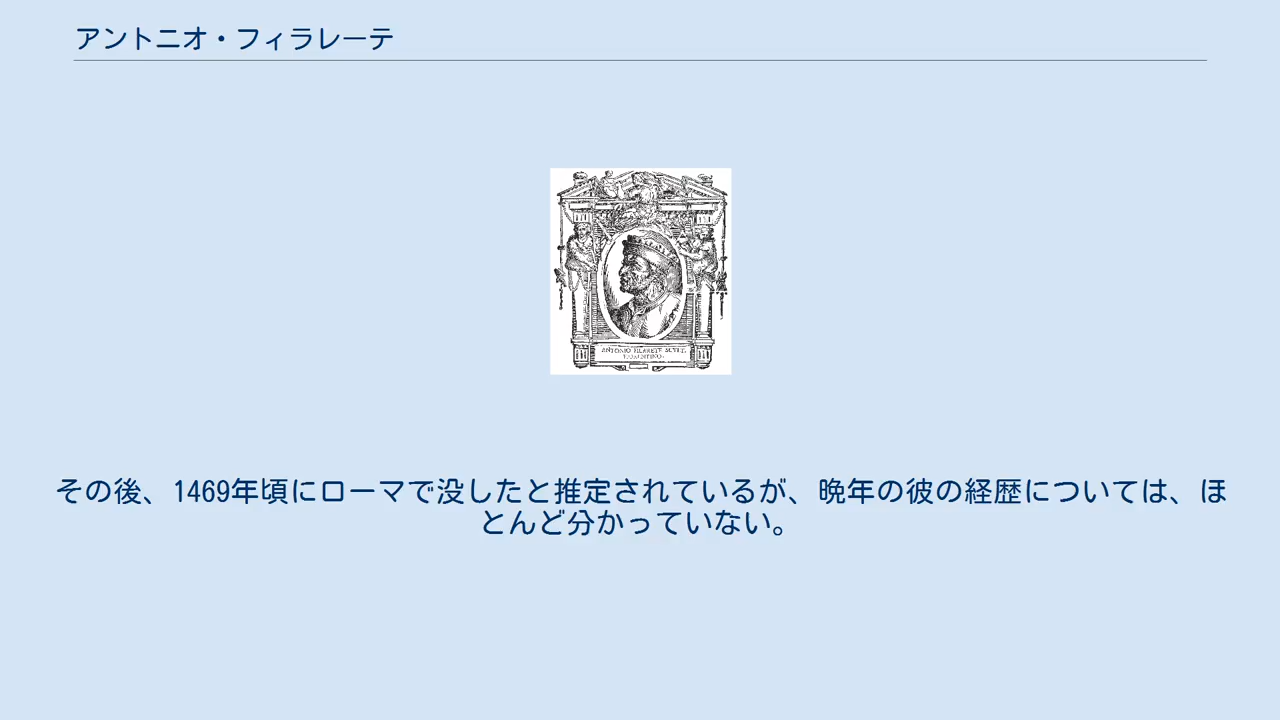 アントニオ・フィラレーテ
ANTONIO FILARETE SCVLT.
その後、1469年頃にローマで没したと推定されているが、晩年の彼の経歴については、ほ
とんど分かっていない。